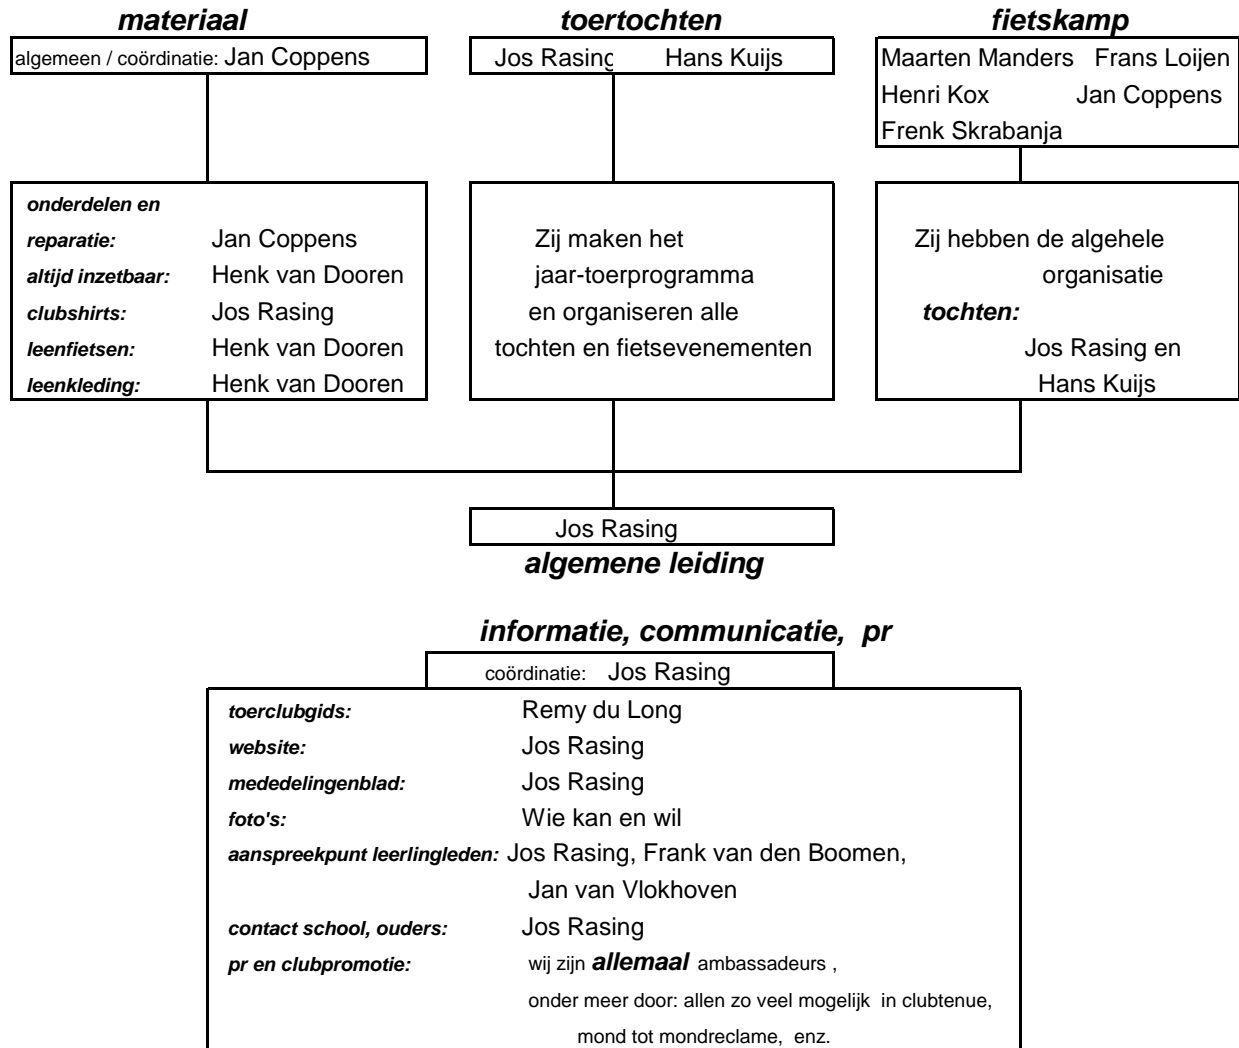 materiaal
algemeen / coördinatie: Jan Coppens
onderdelen en
reparatie: Jan Coppens
altijd inzetbaar: Henk van Dooren
clubshirts: Jos Rasing
leenfietsen: Henk van Dooren
leenkleding: Henk van Dooren
toertochten
Jos Rasing Hans Kuijs
Zij maken het
jaar-toerprogramma
en organiseren alle
tochten en fietsevenementen
fietskamp
Maarten Manders Frans Loijen
Henri Kox Jan Coppens
Frenk Skrabanja
Zij hebben de algehele
organisatie
tochten:
Jos Rasing en
Hans Kuijs
Jos Rasing
algemene leiding
informatie, communicatie, pr
coördinatie: Jos Rasing
toerclubgids: Remy du Long
website: Jos Rasing
mededelingenblad: Jos Rasing
foto's: Wie kan en wil
aanspreekpunt leerlingleden: Jos Rasing, Frank van den Boomen,
Jan van Vlokhoven
contact school, ouders: Jos Rasing
pr en clubpromotie: wij zijn allemaal ambassadeurs ,
onder meer door: allen zo veel mogelijk in clubtenue,
mond tot mondreclame, enz.